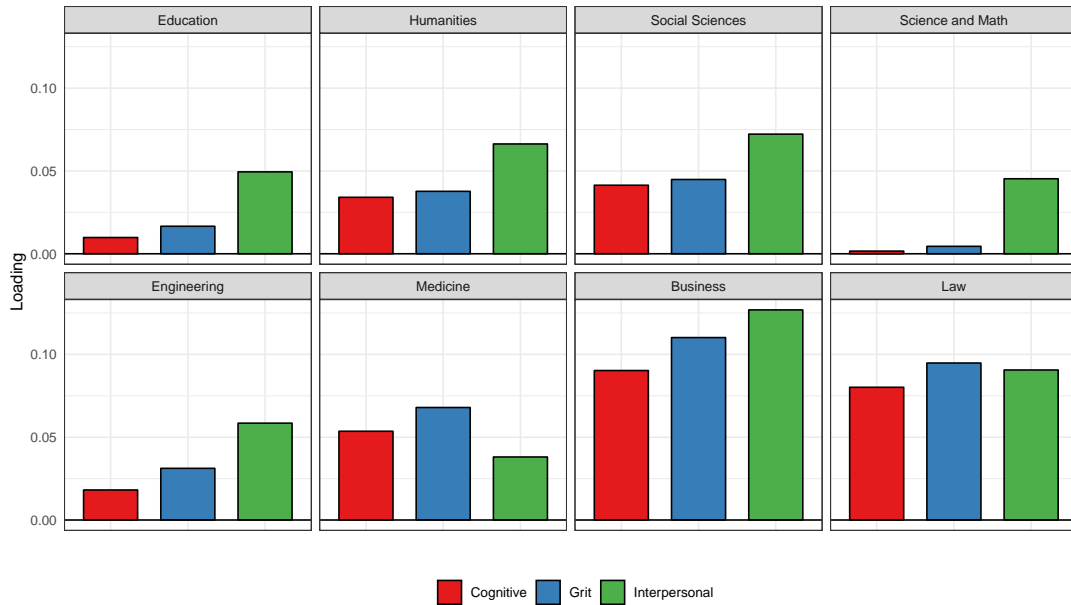 Education
Humanities
Social Sciences
Science and Math
0.10
0.05
0.00
Loading
Engineering
Medicine
Business
Law
0.10
0.05
0.00
Cognitive
Grit
Interpersonal